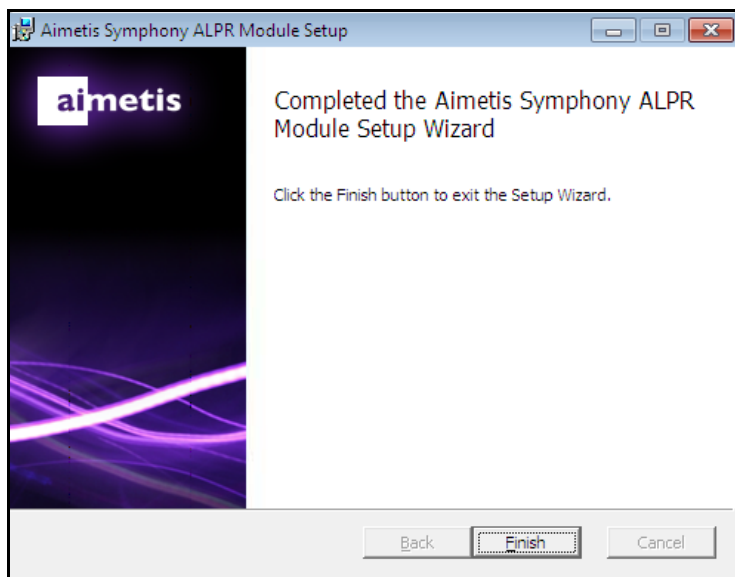 Aimetis Symphony ALPR Module Setup
aimetis
Completed the Aimetis Symphony ALPR
Module Setup Wizard
Click the Finish button to exit the Setup Wizard.
Back
Finish
Cancel